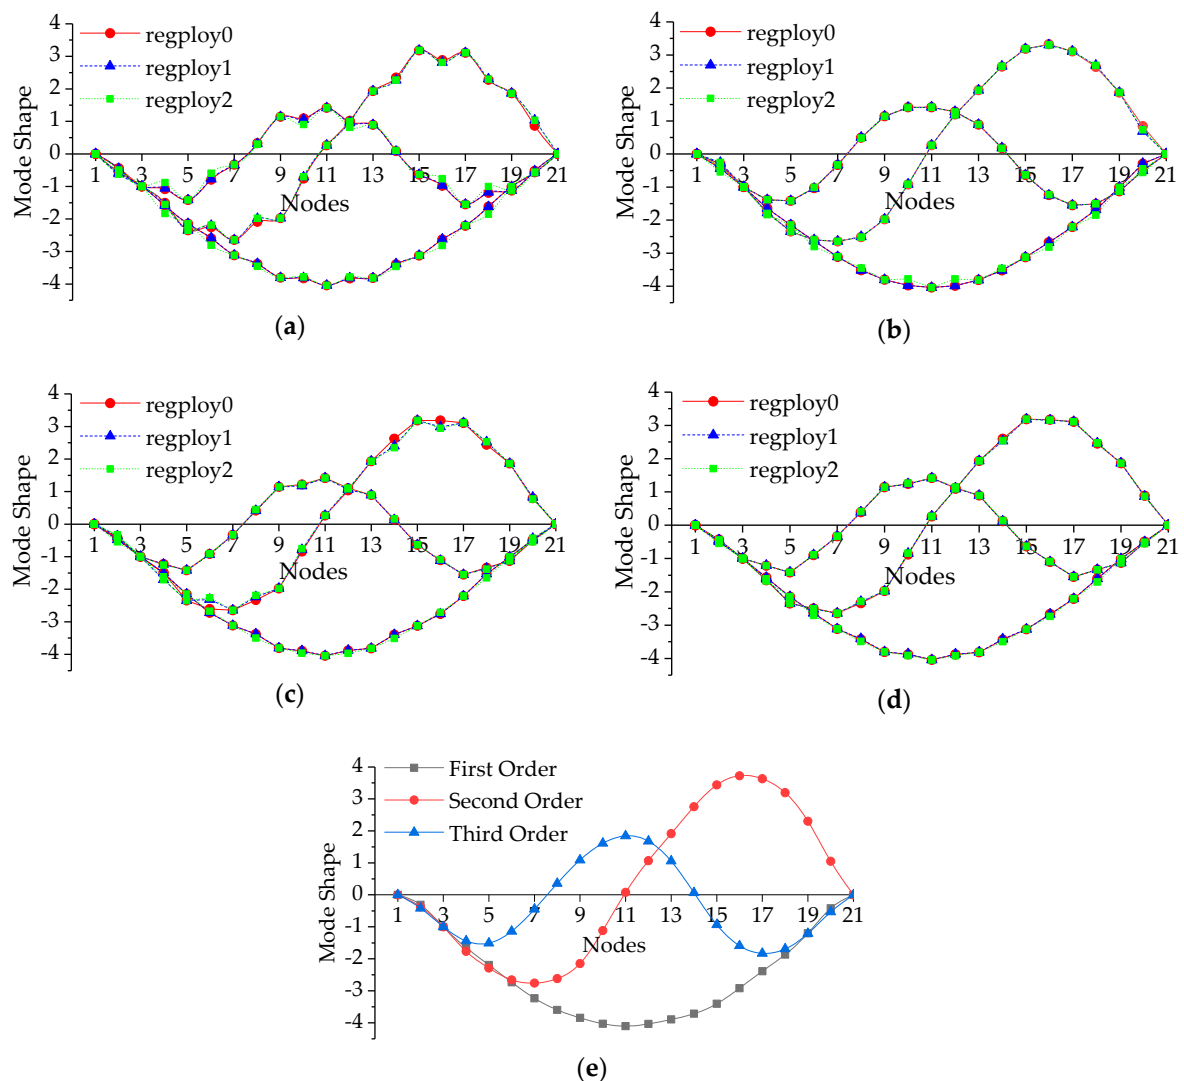 4
3
2
1
0
-1
-2
-3
-4
Mode Shape
regploy0
regploy1
regploy2
1 3 5 7 9 11 13 15 17 19 21
Nodes
(a)
4
3
2
1
0
-1
-2
-3
-4
Mode Shape
regploy0
regploy1
regploy2
1 3 5 7 9 11 13 15 17 19 21
Nodes
(b)
4
3
2
1
0
-1
-2
-3
-4
Mode Shape
regploy0
regploy1
regploy2
1 3 5 7 9 11 13 15 17 19 21
Nodes
(c)
4
3
2
1
0
-1
-2
-3
-4
Mode Shape
regploy0
regploy1
regploy2
1 3 5 7 9 11 13 15 17 19 21
Nodes
(d)
4
3
2
1
0
-1
-2
-3
-4
Mode Shape
First Order
Second Order
Third Order
1 3 5 7 9 11 13 15 17 19 21
Nodes
(e)